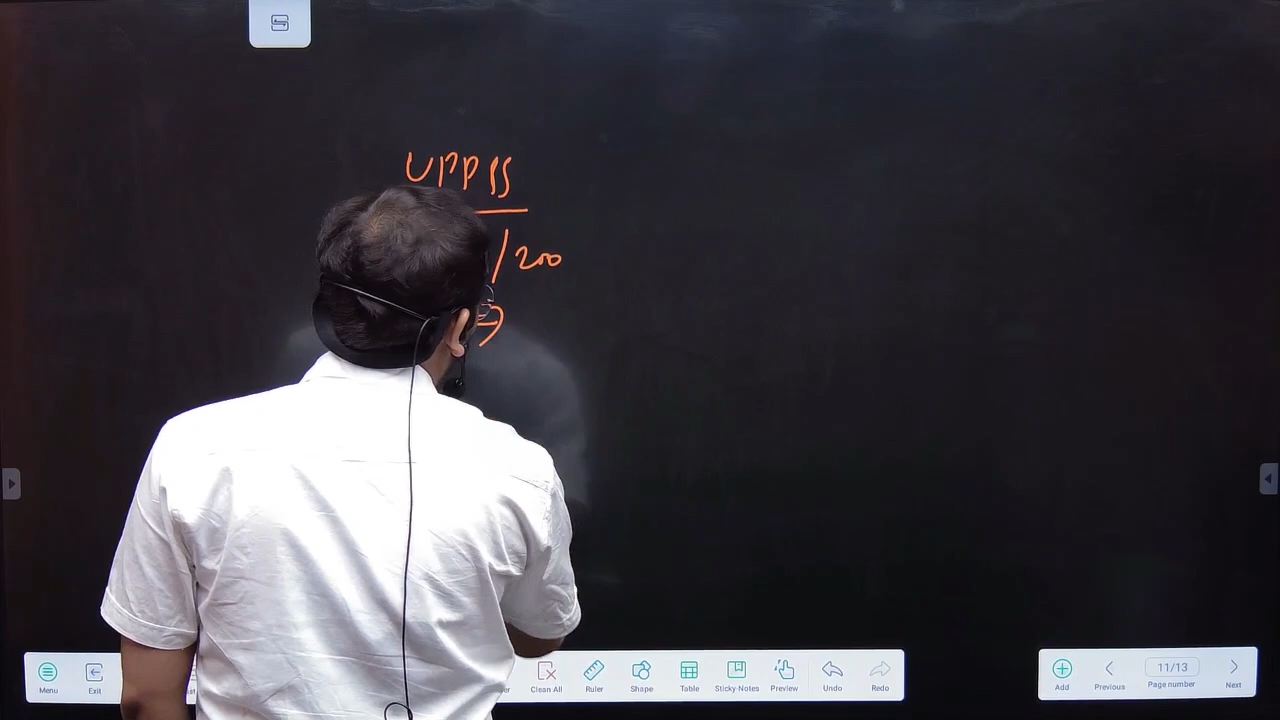 UPPSS
/200
Menu Exit Clean All Ruler Shape Table Sticky-Notes Preview Undo Redo Add Previous 11/13 Page number Next